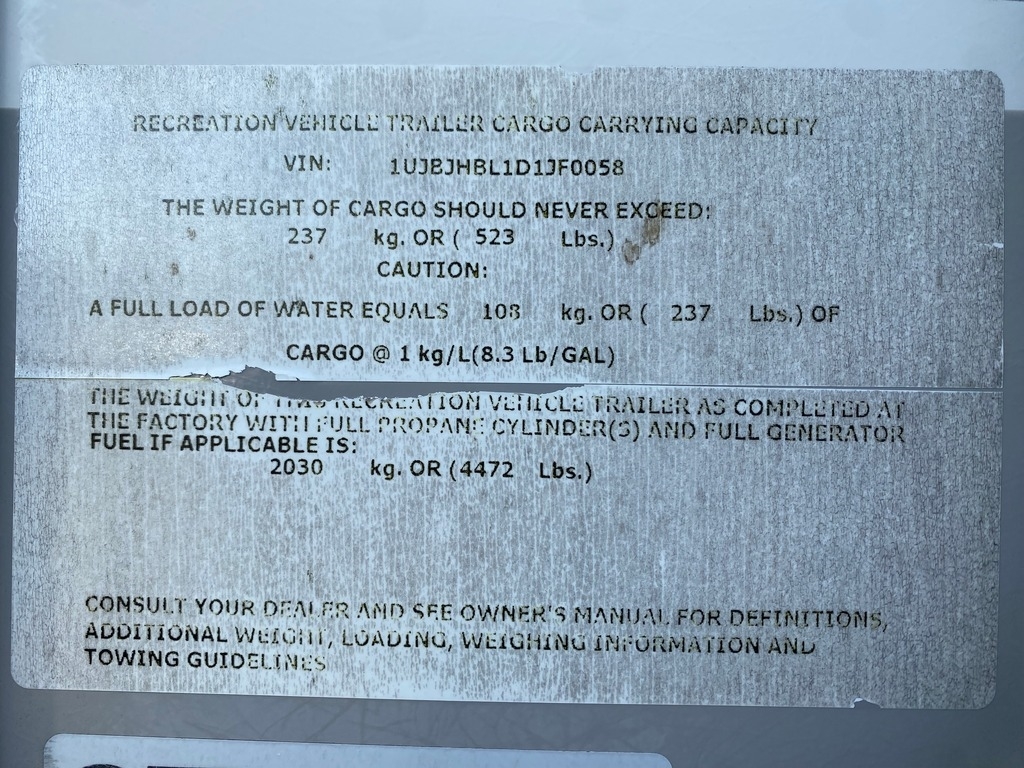 RECREATION VEHICLE TRAILER CARGO CARRYING CAPACITY
VIN: 1UJBJHBL1D1JF0058
THE WEIGHT OF CARGO SHOULD NEVER EXCEED:
237 kg. OR ( 523 Lbs.)
CAUTION:
A FULL LOAD OF WATER EQUALS 108 kg. OR ( 237 Lbs.) OF
CARGO @ 1 kg/L(8.3 Lb/GAL)
THE WEIGHT OF THIS RECREATION VEHICLE TRAILER AS COMPLETED AT
THE FACTORY WITH FULL PROPANE CYLINDER(S) AND FULL GENERATOR
FUEL IF APPLICABLE IS:
2030 kg. OR (4472 Lbs.)
CONSULT YOUR DEALER AND SEE OWNER'S MANUAL FOR DEFINITIONS,
ADDITIONAL WEIGHT, LOADING, WEIGHING INFORMATION AND
TOWING GUIDELINES